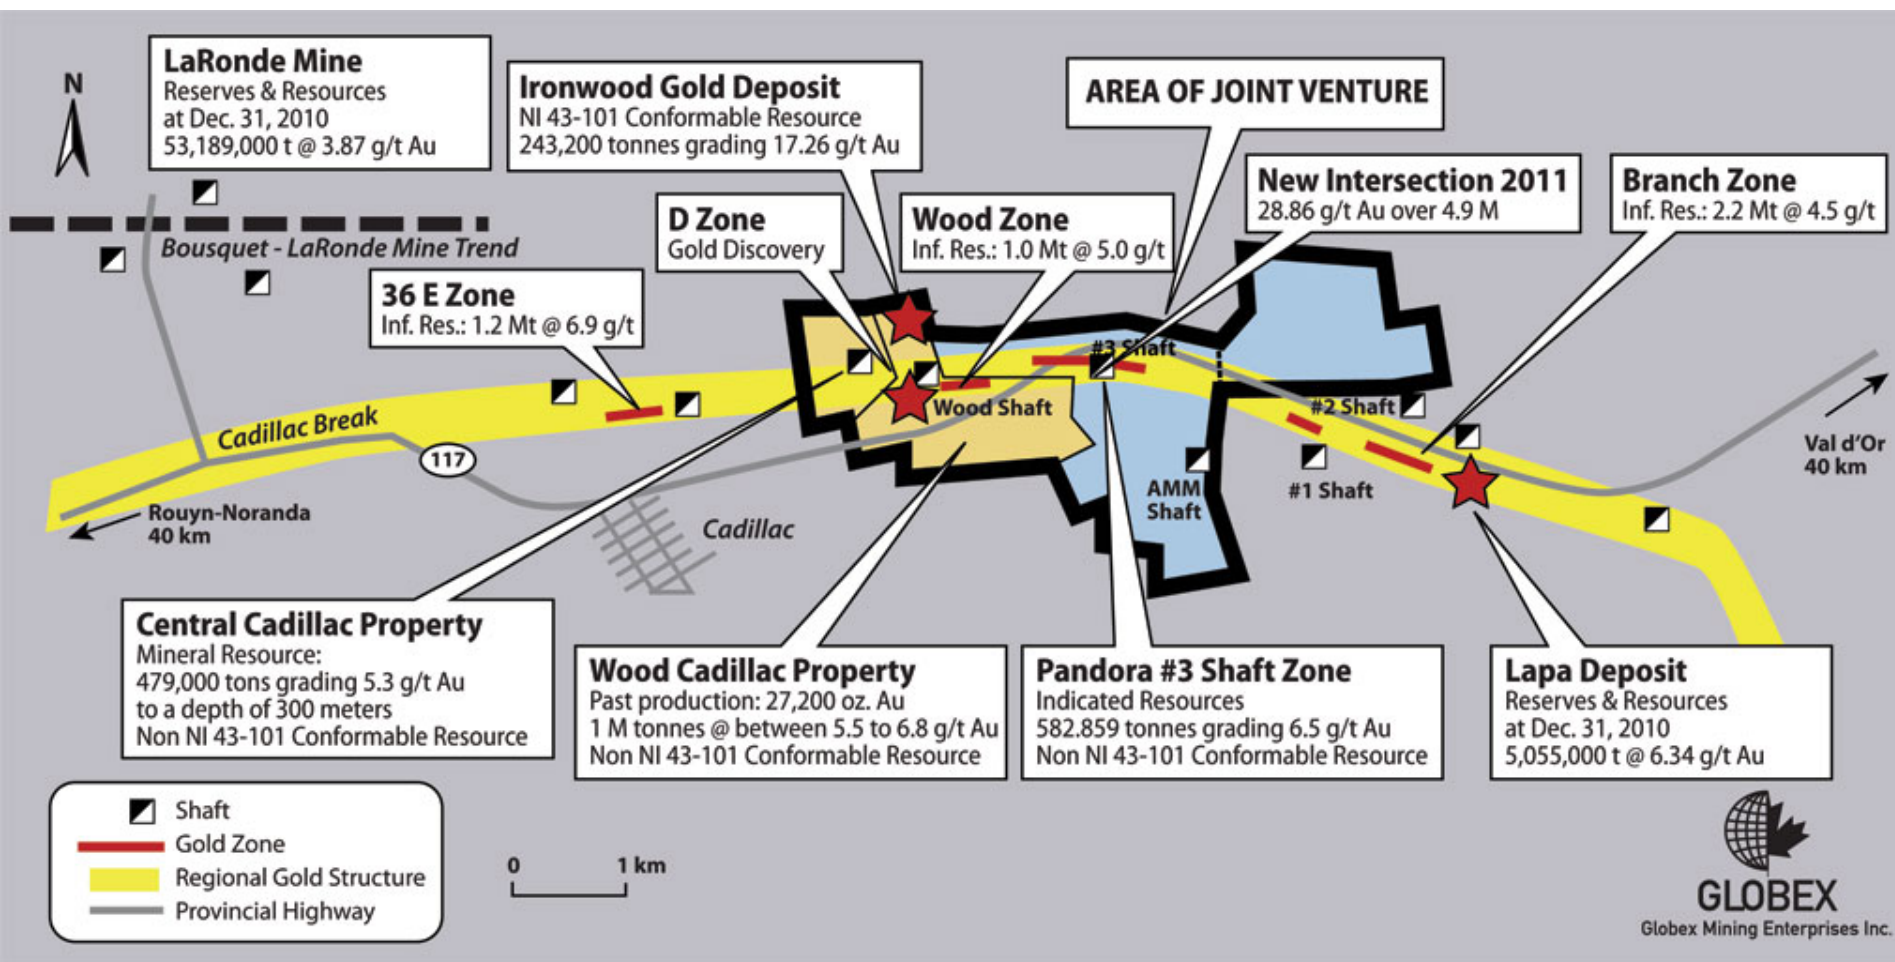 LaRonde Mine
Reserves & Resources
at Dec. 31, 2010
53,189,000 t @ 3.87 g/t Au
Ironwood Gold Deposit
NI 43-101 Conformable Resource
243,200 tonnes grading 17.26 g/t Au
AREA OF JOINT VENTURE
N
D Zone
Gold Discovery
Wood Zone
Inf. Res.: 1.0 Mt @ 5.0 g/t
New Intersection 2011
28.86 g/t Au over 4.9 M
Branch Zone
Inf. Res.: 2.2 Mt @ 4.5 g/t
Bousquet - LaRonde Mine Trend
36 E Zone
Inf. Res.: 1.2 Mt @ 6.9 g/t
#3 Shaft
Wood Shaft
#2 Shaft
Cadillac Break
117
Val d'Or
40 km
AMM
Shaft
#1 Shaft
Rouyn-Noranda
40 km
Cadillac
Central Cadillac Property
Mineral Resource:
479,000 tons grading 5.3 g/t Au
to a depth of 300 meters
Non NI 43-101 Conformable Resource
Wood Cadillac Property
Past production: 27,200 oz. Au
1 M tonnes @ between 5.5 to 6.8 g/t Au
Non NI 43-101 Conformable Resource
Pandora #3 Shaft Zone
Indicated Resources
582.859 tonnes grading 6.5 g/t Au
Non NI 43-101 Conformable Resource
Lapa Deposit
Reserves & Resources
at Dec. 31, 2010
5,055,000 t @ 6.34 g/t Au
Shaft
Gold Zone
Regional Gold Structure
Provincial Highway
0 1 km
GLOBEX
Globex Mining Enterprises Inc.